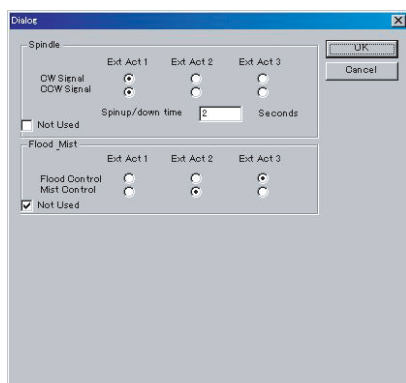 Dialog
Spindle
Ext Act 1 Ext Act 2 Ext Act 3
CW Signal
CCW Signal
Spinup/down time 2 Seconds
Not Used
Flood_Mist
Ext Act 1 Ext Act 2 Ext Act 3
Flood Control
Mist Control
Not Used
OK
Cancel